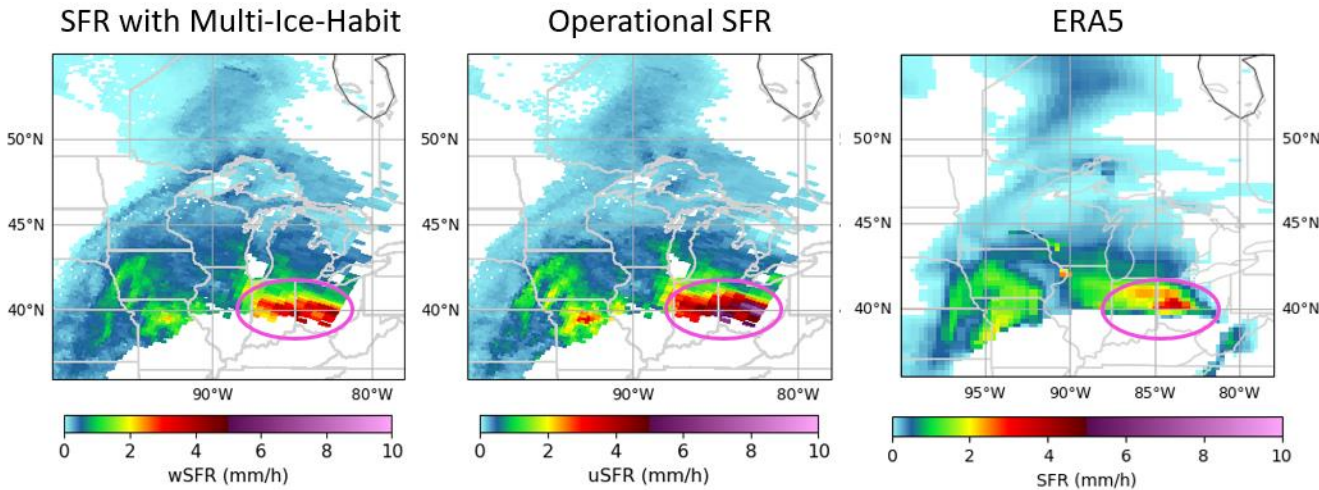 SFR with Multi-Ice-Habit
Operational SFR
ERA5
50°N
45°N
40°N
90°W
80°W
0 2 4 6 8 10
wSFR (mm/h)
50°N
45°N
40°N
90°W
80°W
0 2 4 6 8 10
uSFR (mm/h)
50°N
45°N
40°N
95°W 90°W 85°W 80°W
0 2 4 6 8 10
SFR (mm/h)